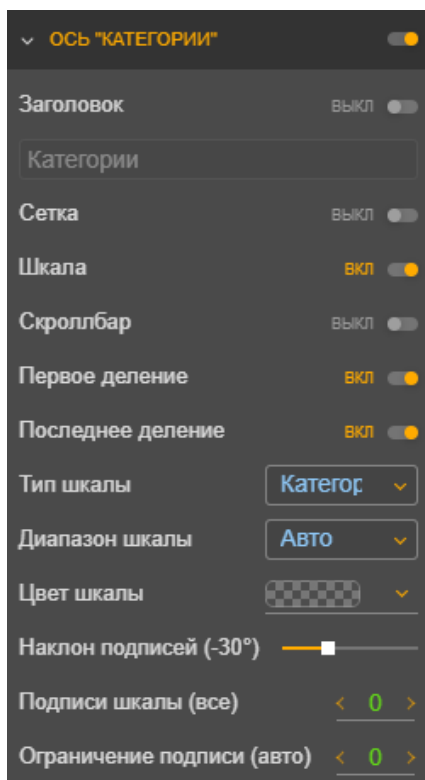 ОСЬ "КАТЕГОРИИ"
Заголовок ВЫКЛ
Категории
Сетка ВЫКЛ
Шкала ВКЛ
Скроллбар ВЫКЛ
Первое деление ВКЛ
Последнее деление ВКЛ
Тип шкалы Категор
Диапазон шкалы Авто
Цвет шкалы
Наклон подписей (-30°)
Подписи шкалы (все) < 0 >
Ограничение подписи (авто) < 0 >